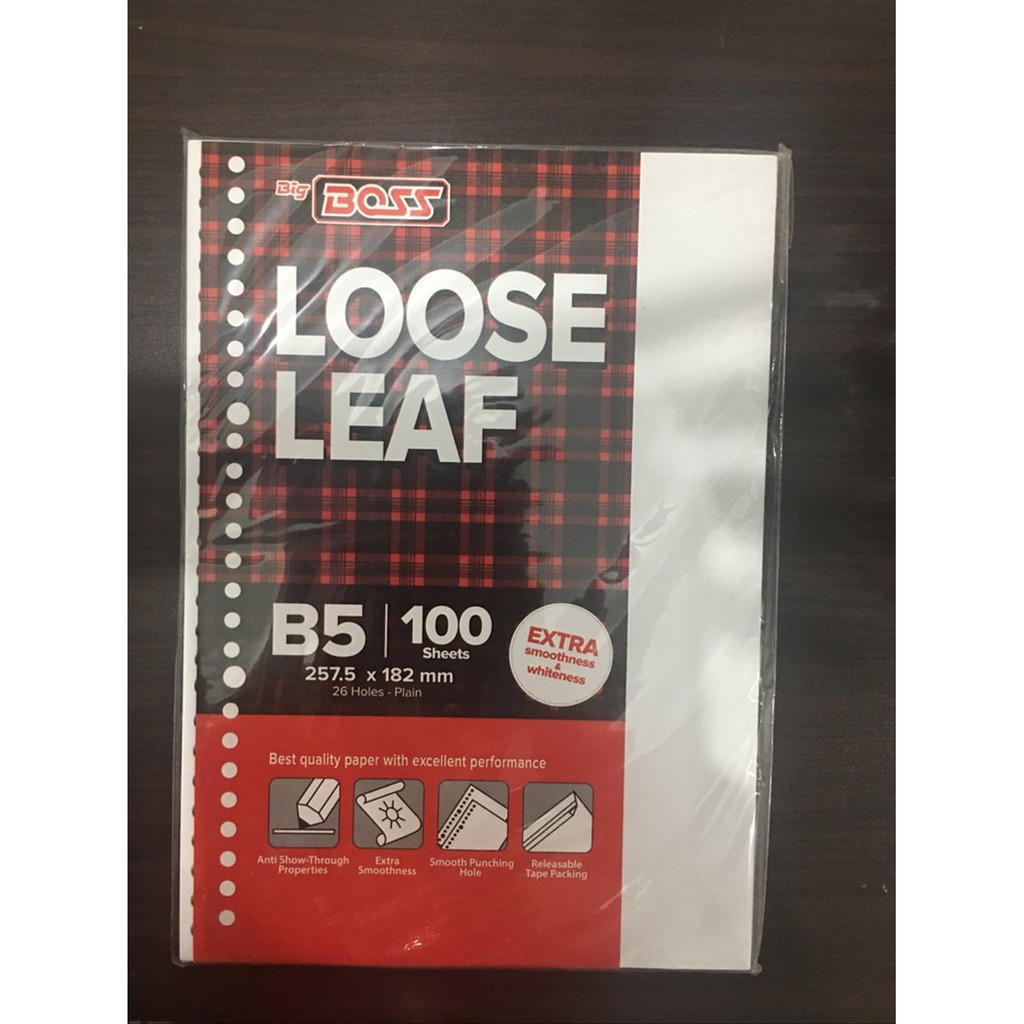 Big BOSS
LOOSE
LEAF
B5
100
Sheets
257.5 x 182 mm
26 Holes - Plain
EXTRA
smoothness
&
whiteness
Best quality paper with excellent performance
Anti Show-Through
Properties
Extra
Smoothness
Smooth Punching
Hole
Releasable
Tape Packing